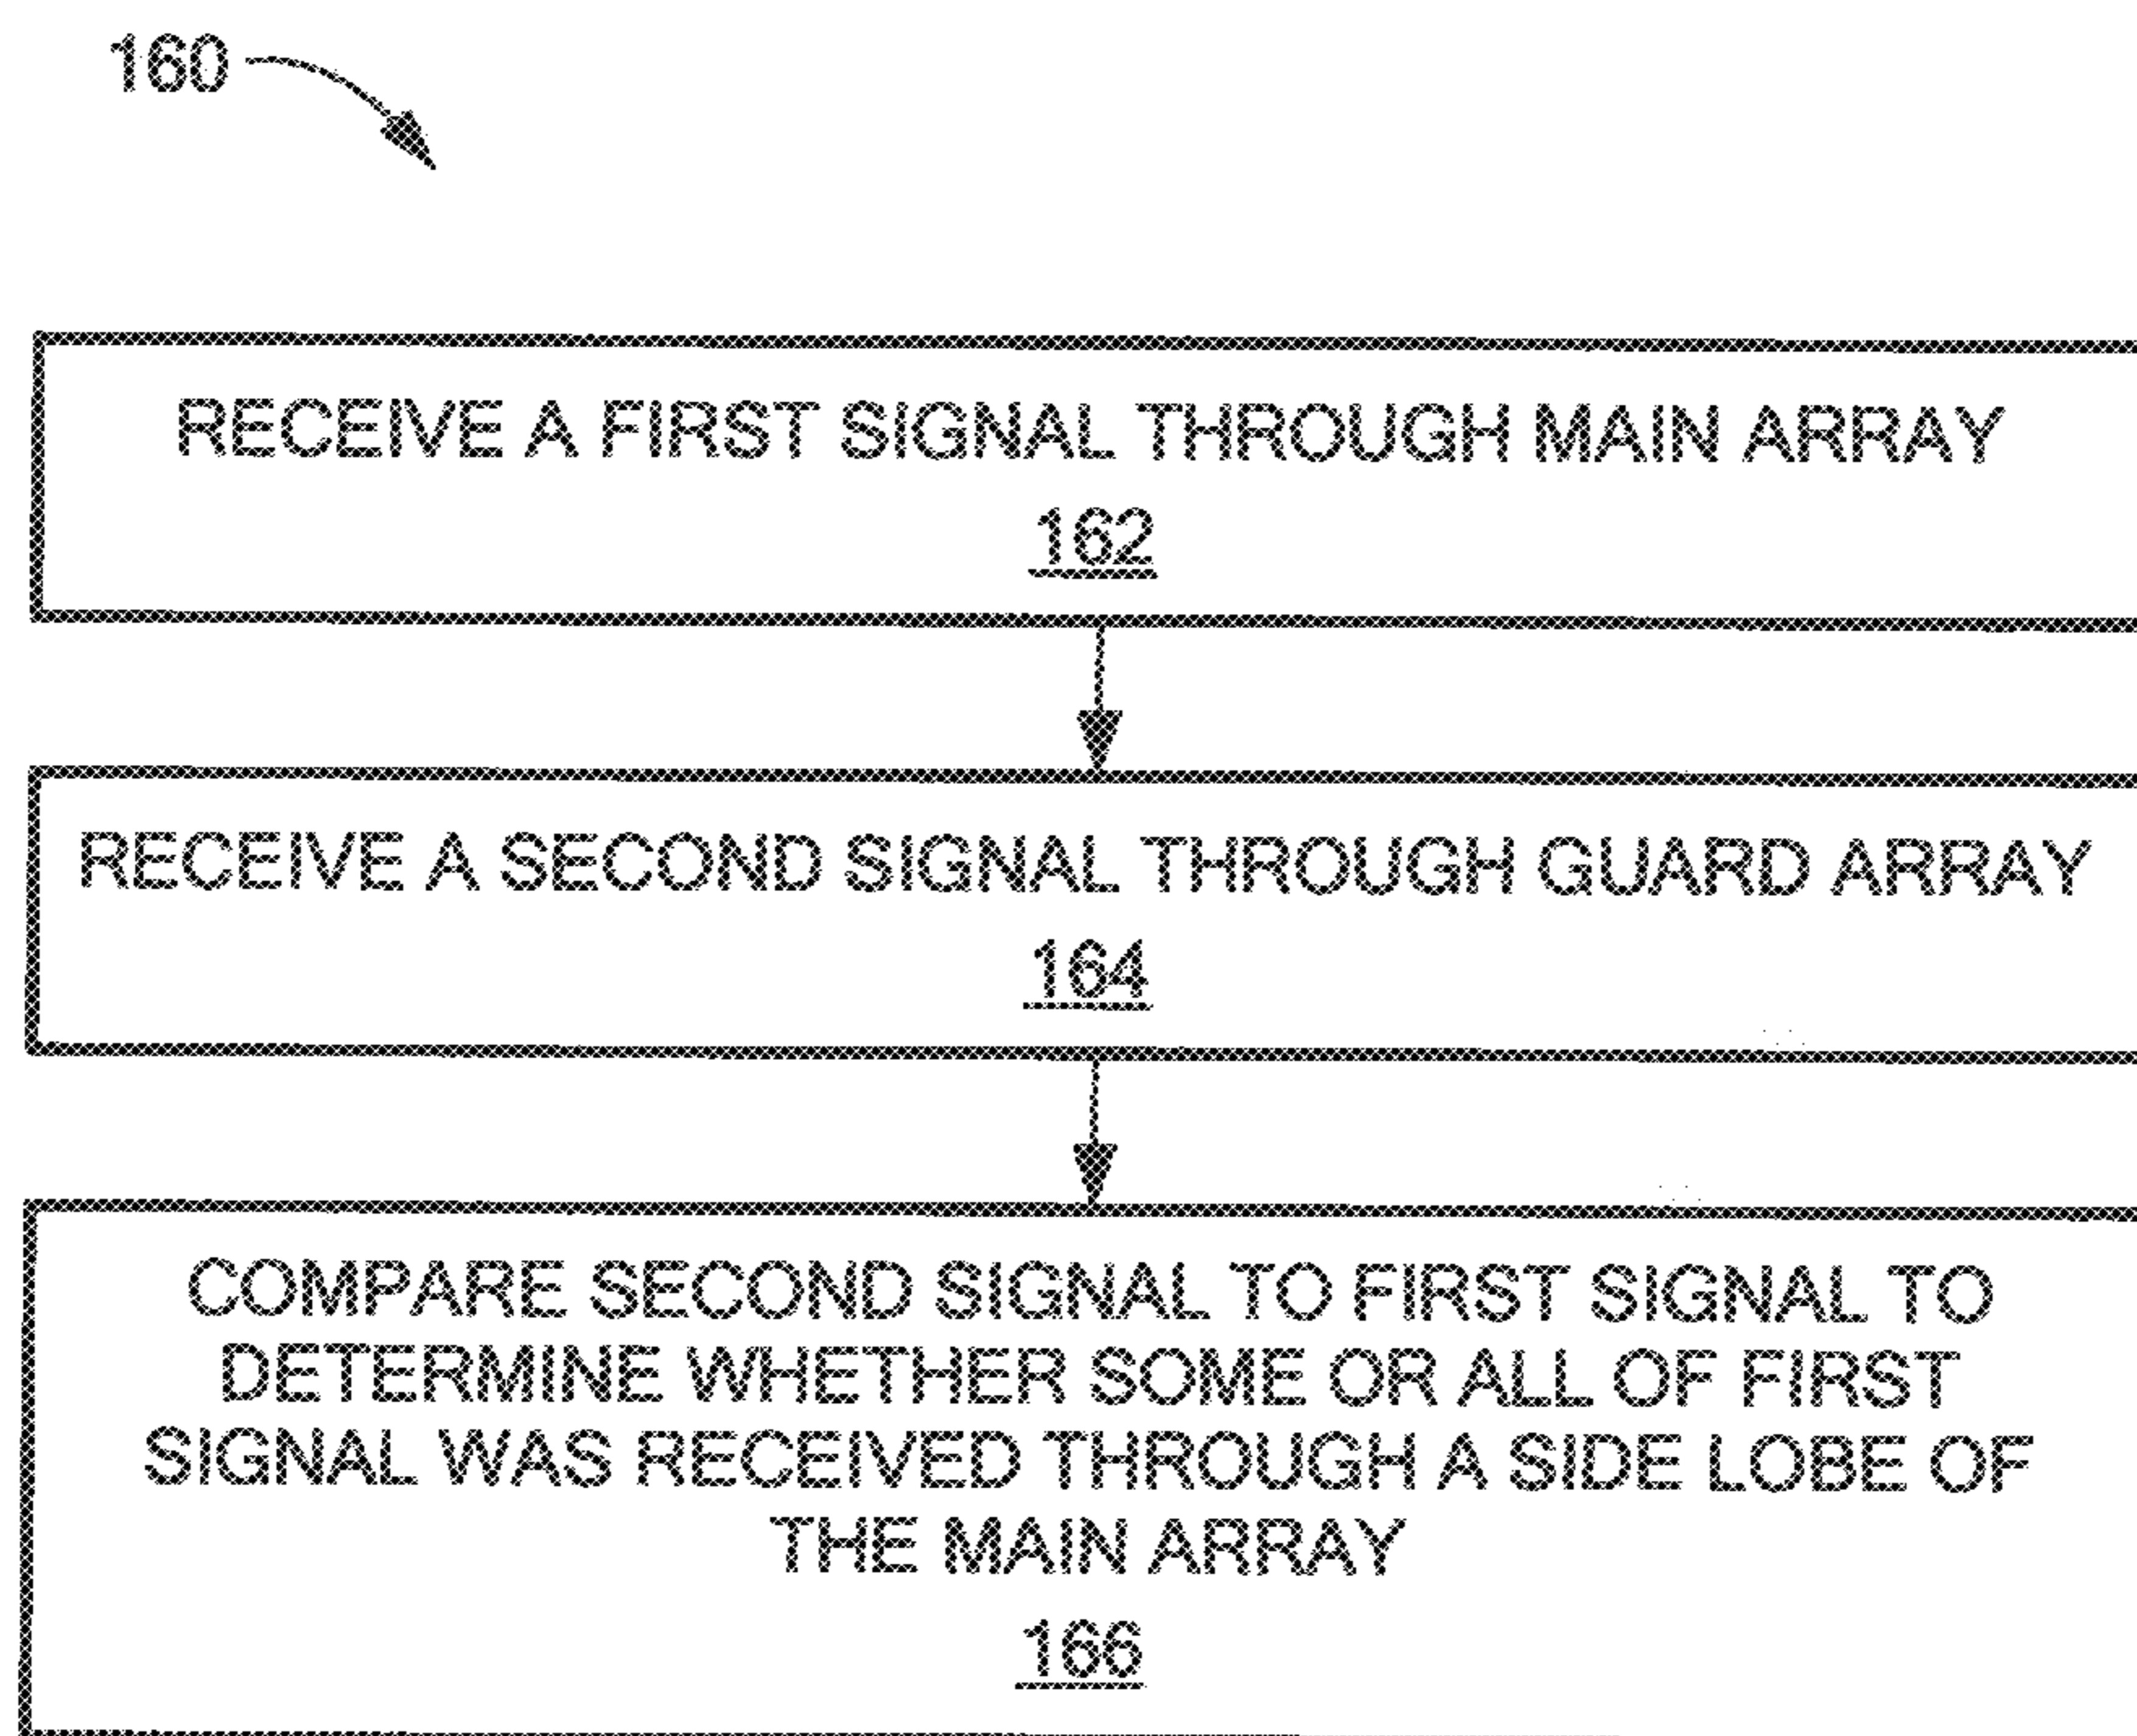 160
RECEIVE A FIRST SIGNAL THROUGH MAIN ARRAY
162
RECEIVE A SECOND SIGNAL THROUGH GUARD ARRAY
164
COMPARE SECOND SIGNAL TO FIRST SIGNAL TO
DETERMINE WHETHER SOME OR ALL OF FIRST
SIGNAL WAS RECEIVED THROUGH A SIDE LOBE OF
THE MAIN ARRAY
166